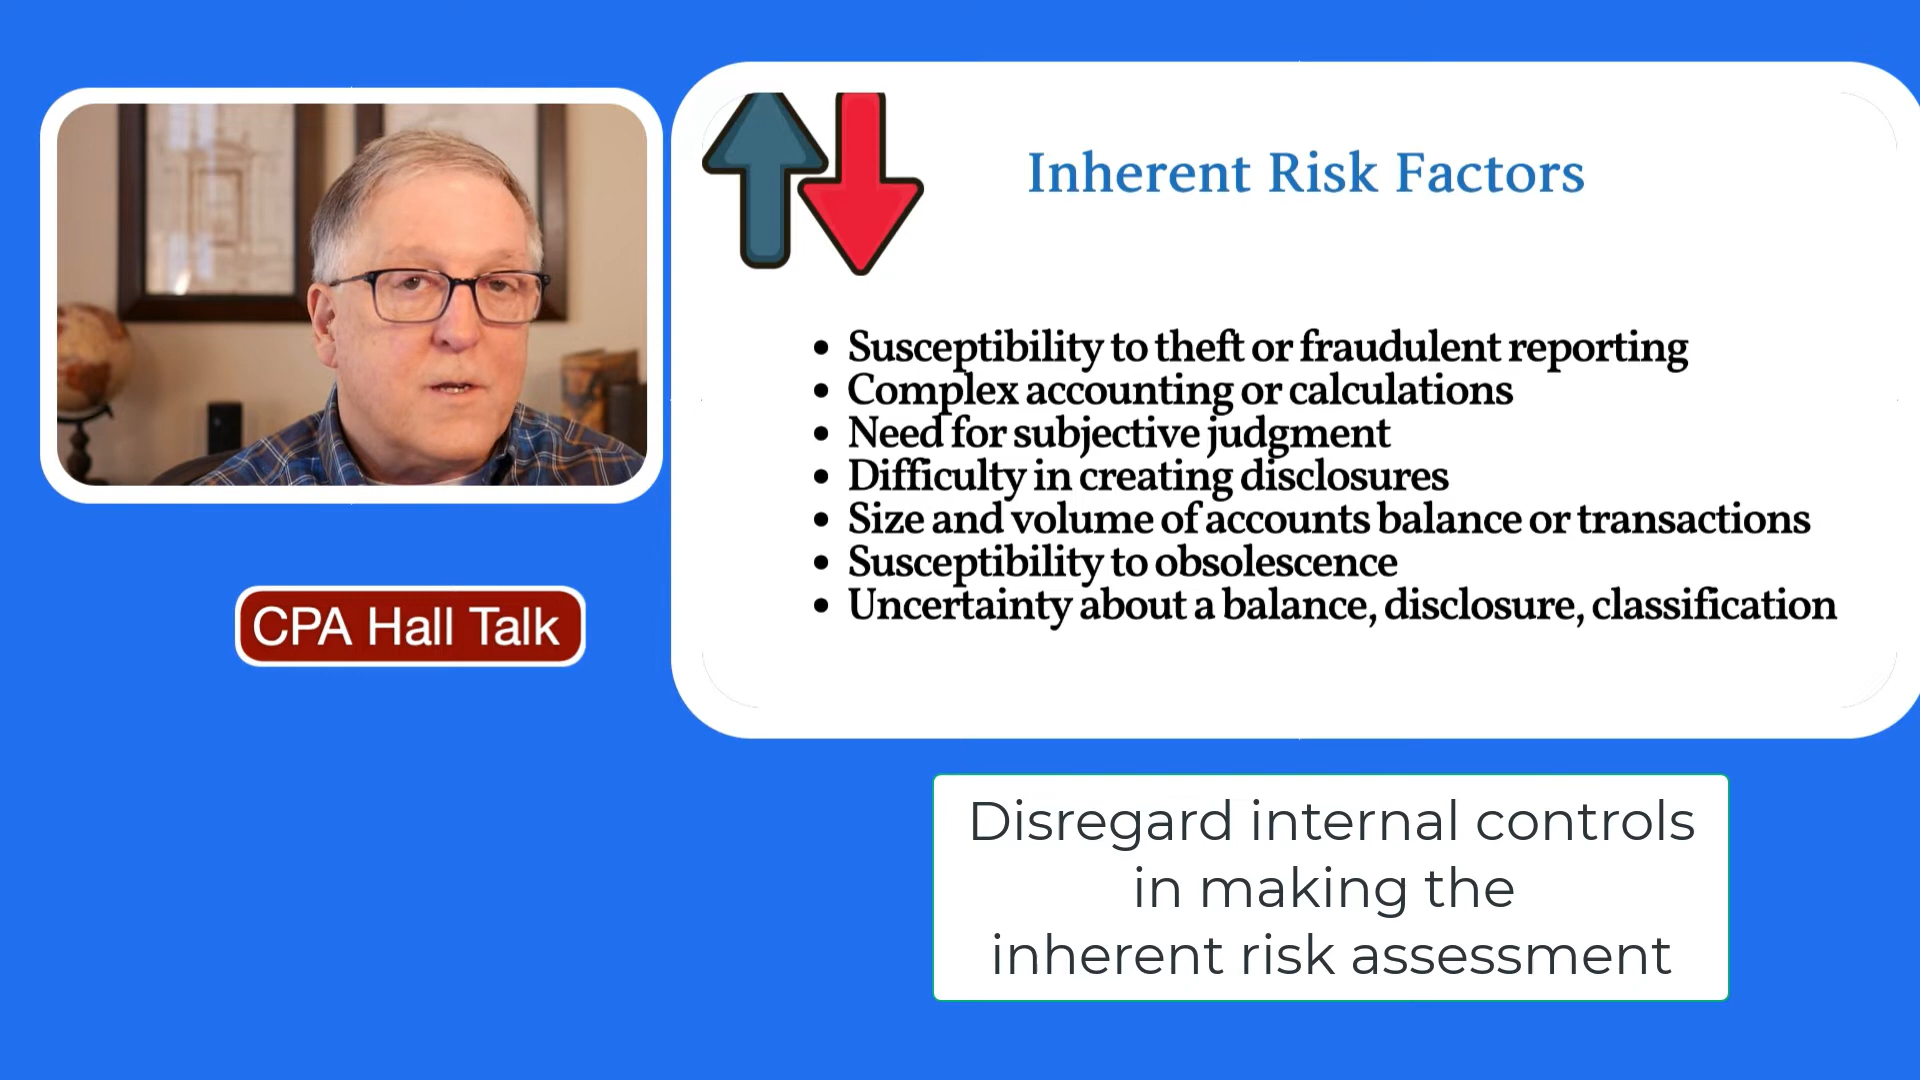 Inherent Risk Factors
• Susceptibility to theft or fraudulent reporting
• Complex accounting or calculations
• Need for subjective judgment
• Difficulty in creating disclosures
• Size and volume of accounts balance or transactions
• Susceptibility to obsolescence
• Uncertainty about a balance, disclosure, classification
CPA Hall Talk
Disregard internal controls
in making the
inherent risk assessment